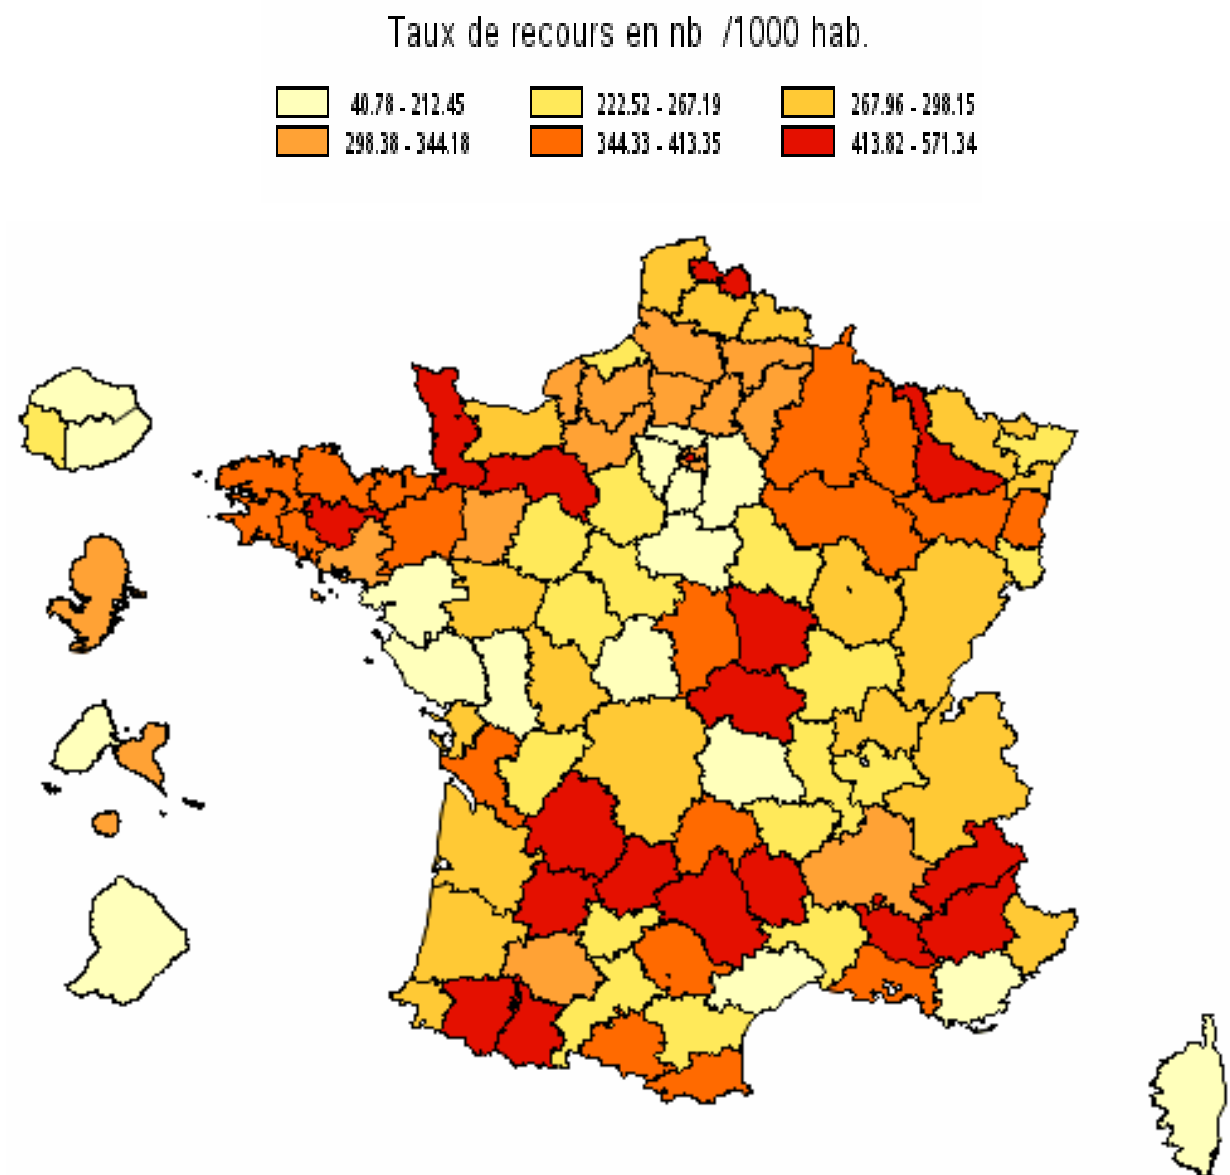 Taux de recours en nb /1000 hab.
40.78 - 212.45 222.52 - 267.19 267.96 - 298.15
298.38 - 344.18 344.33 - 413.35 413.82 - 571.34